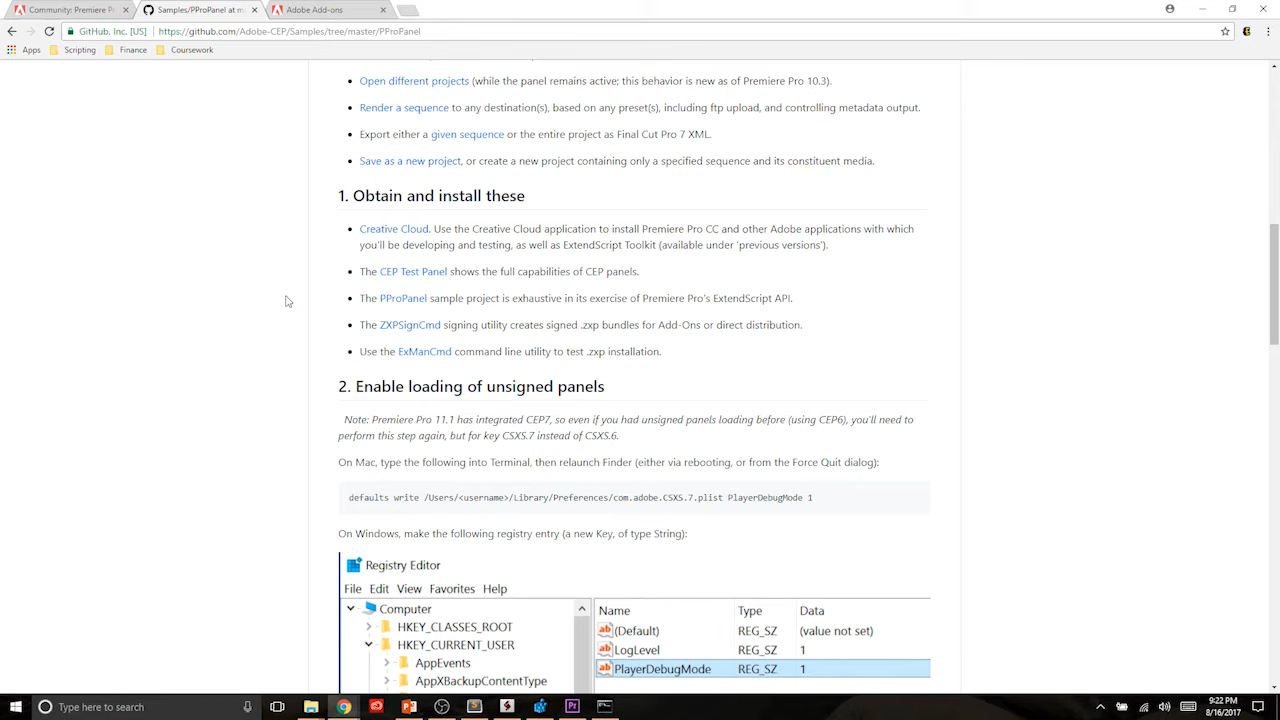 Community: Premiere P
Samples/PProPanel at m
Adobe Add-ons
GitHub, Inc. [US]
https://github.com/Adobe-CEP/Samples/tree/master/PProPanel
Apps
Scripting
Finance
Coursework
Open different projects (while the panel remains active; this behavior is new as of Premiere Pro 10.3).
Render a sequence to any destination(s), based on any preset(s), including ftp upload, and controlling metadata output.
Export either a given sequence or the entire project as Final Cut Pro 7 XML.
Save as a new project, or create a new project containing only a specified sequence and its constituent media.
1. Obtain and install these
Creative Cloud. Use the Creative Cloud application to install Premiere Pro CC and other Adobe applications with which
you'll be developing and testing, as well as ExtendScript Toolkit (available under 'previous versions').
The CEP Test Panel shows the full capabilities of CEP panels.
The PProPanel sample project is exhaustive in its exercise of Premiere Pro's ExtendScript API.
The ZXPSignCmd signing utility creates signed .zxp bundles for Add-Ons or direct distribution.
Use the ExManCmd command line utility to test .zxp installation.
2. Enable loading of unsigned panels
Note: Premiere Pro 11.1 has integrated CEP7, so even if you had unsigned panels loading before (using CEP6), you'll need to
perform this step again, but for key CSXS.7 instead of CSXS.6.
On Mac, type the following into Terminal, then relaunch Finder (either via rebooting, or from the Force Quit dialog):
defaults write /Users/<username>/Library/Preferences/com.adobe.CSXS.7.plist PlayerDebugMode 1
On Windows, make the following registry entry (a new Key, of type String):
Registry Editor
File Edit View Favorites Help
Computer
HKEY_CLASSES_ROOT
HKEY_CURRENT_USER
AppEvents
AppXBackupContentType
Name Type Data
(Default) REG_SZ (value not set)
LogLevel REG_SZ 1
PlayerDebugMode REG_SZ 1
Type here to search
9:22 PM
8/16/2017